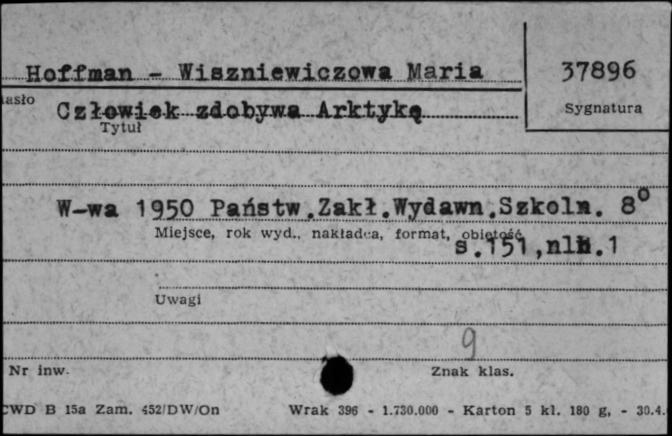 Hoffman - Wiszniewiczowa Maria
37896
Sygnatura
asło
Człowiek zdobywa Arktykę
Tytuł
W-wa 1950 Państw.Zakł.Wydawn.Szkoln. 8°
Miejsce, rok wyd., nakładca, format, objętość
s.151,nlb.1
Uwagi
9
Nr inw.
Znak klas.
CWD B 15a Zam. 452/DW/On
Wrak 396 - 1.730.000 - Karton 5 kl. 180 g, - 30.4.